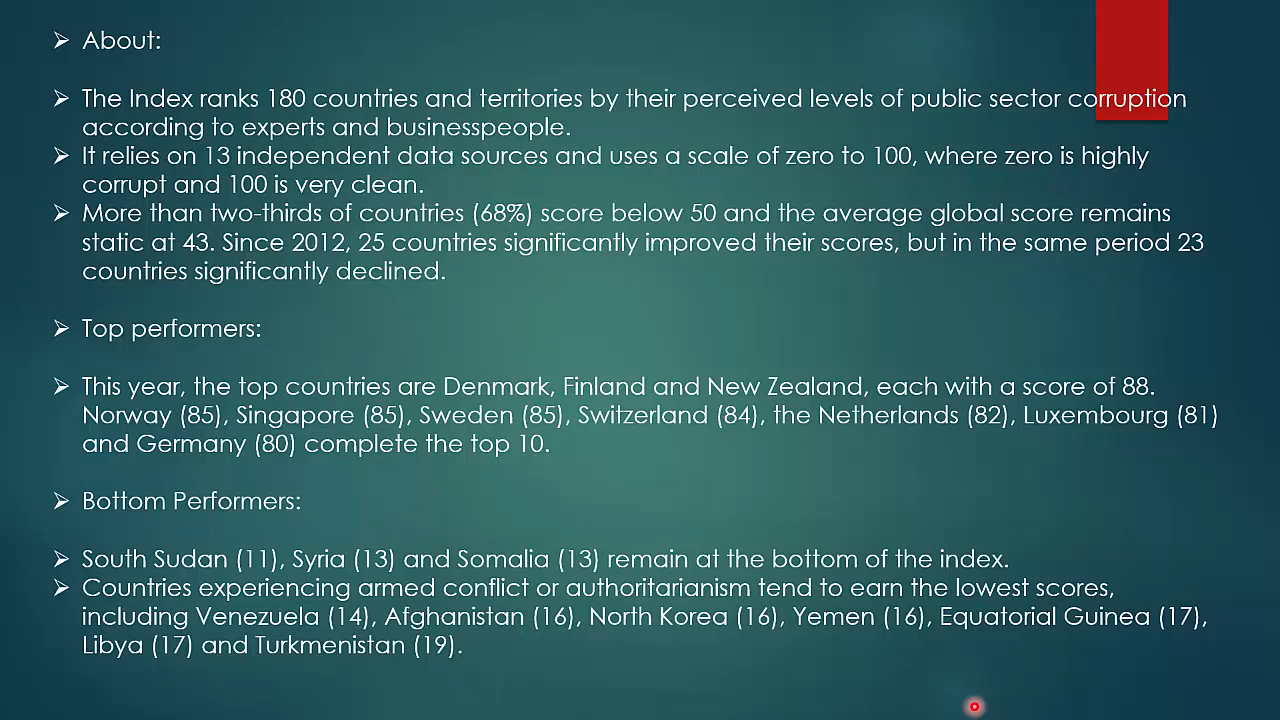 ➢ About:
➢ The Index ranks 180 countries and territories by their perceived levels of public sector corruption
according to experts and businesspeople.
➢ It relies on 13 independent data sources and uses a scale of zero to 100, where zero is highly
corrupt and 100 is very clean.
➢ More than two-thirds of countries (68%) score below 50 and the average global score remains
static at 43. Since 2012, 25 countries significantly improved their scores, but in the same period 23
countries significantly declined.
➢ Top performers:
➢ This year, the top countries are Denmark, Finland and New Zealand, each with a score of 88.
Norway (85), Singapore (85), Sweden (85), Switzerland (84), the Netherlands (82), Luxembourg (81)
and Germany (80) complete the top 10.
➢ Bottom Performers:
➢ South Sudan (11), Syria (13) and Somalia (13) remain at the bottom of the index.
➢ Countries experiencing armed conflict or authoritarianism tend to earn the lowest scores,
including Venezuela (14), Afghanistan (16), North Korea (16), Yemen (16), Equatorial Guinea (17),
Libya (17) and Turkmenistan (19).